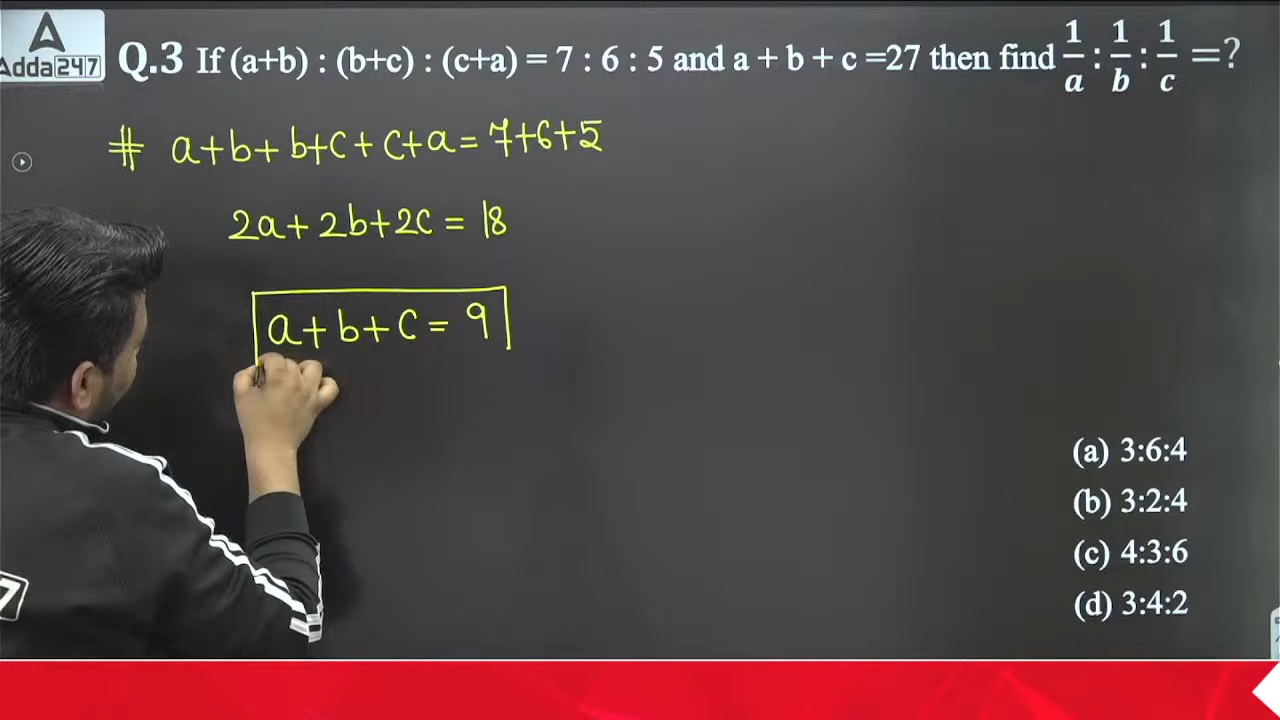 Adda247
Q.3 If (a+b) : (b+c) : (c+a) = 7 : 6 : 5 and a + b + c =27 then find 1/a : 1/b : 1/c =?
# a+b+b+c+c+a=7+6+5
2a+2b+2c = 18
a+b+c= 9
(a) 3:6:4
(b) 3:2:4
(c) 4:3:6
(d) 3:4:2
7